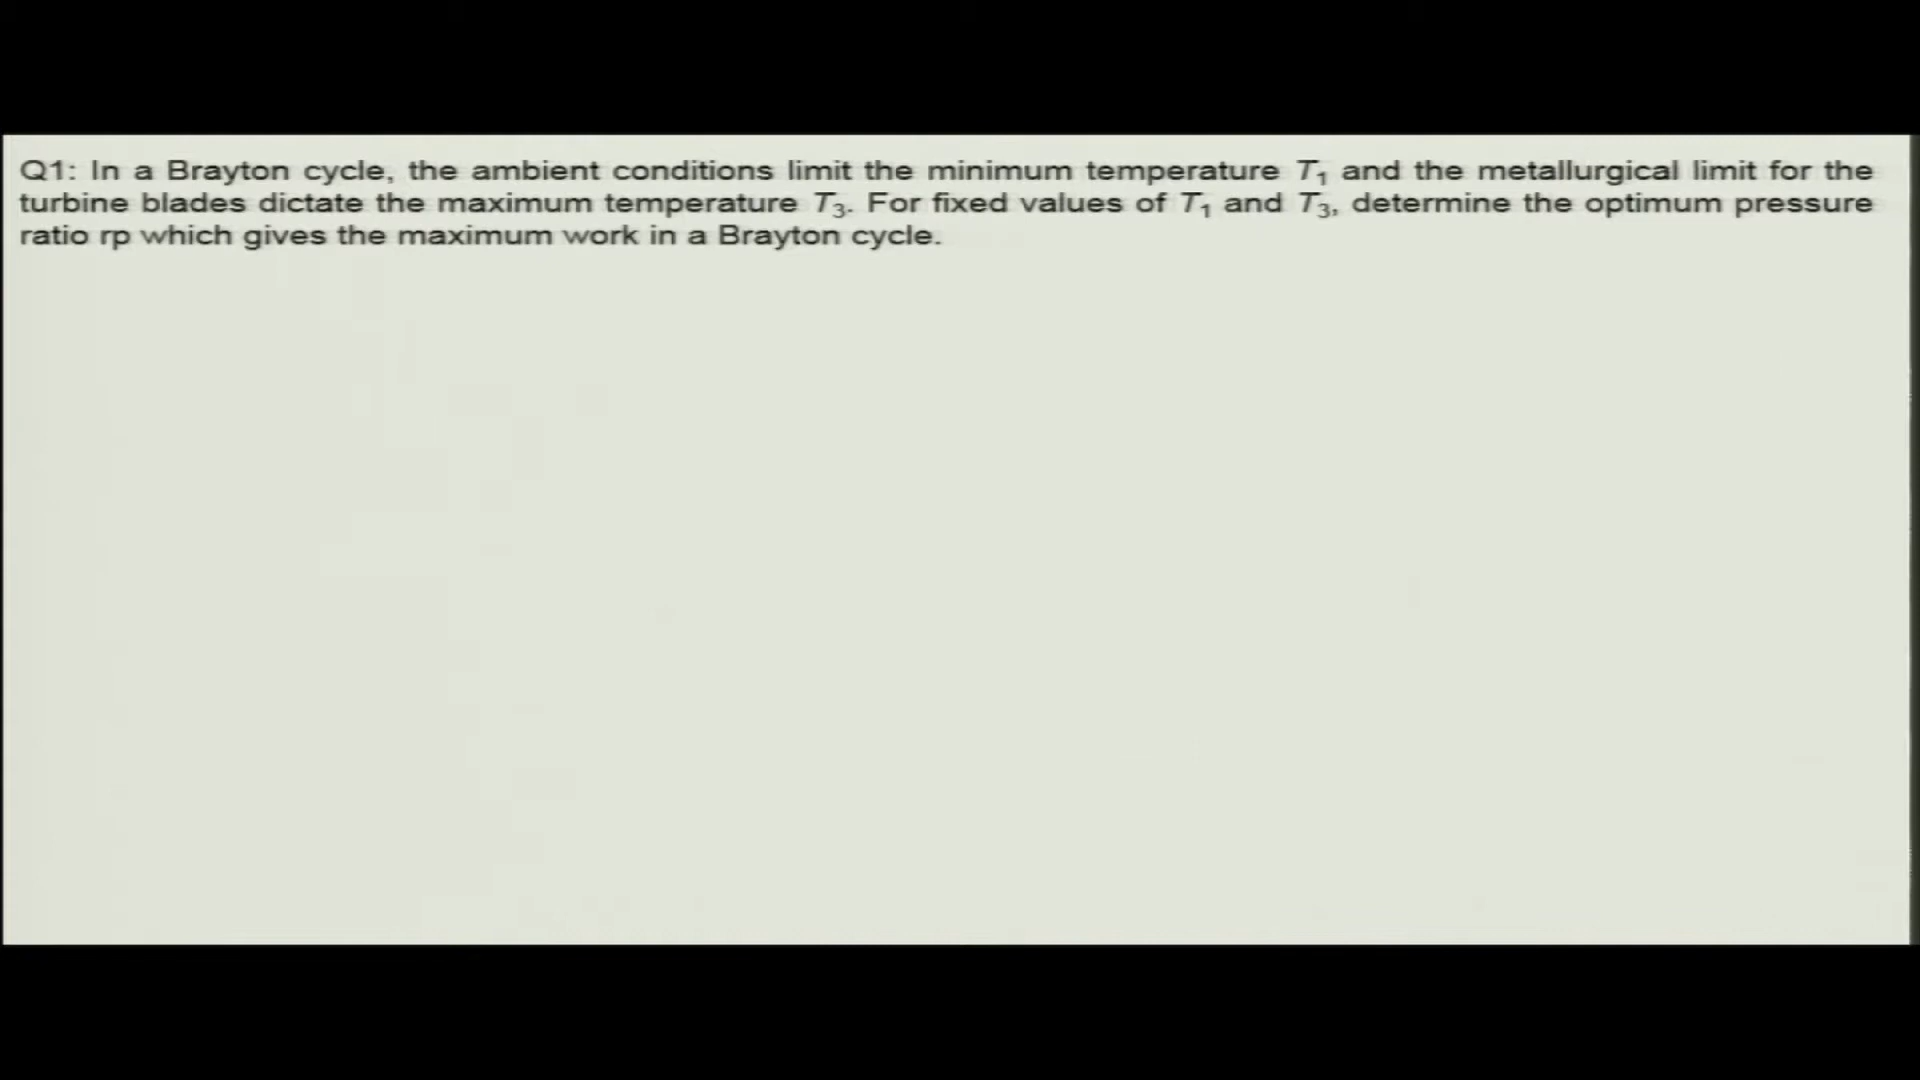 Q1: In a Brayton cycle, the ambient conditions limit the minimum temperature T₁ and the metallurgical limit for the
turbine blades dictate the maximum temperature T₃. For fixed values of T₁ and T₃, determine the optimum pressure
ratio rp which gives the maximum work in a Brayton cycle.